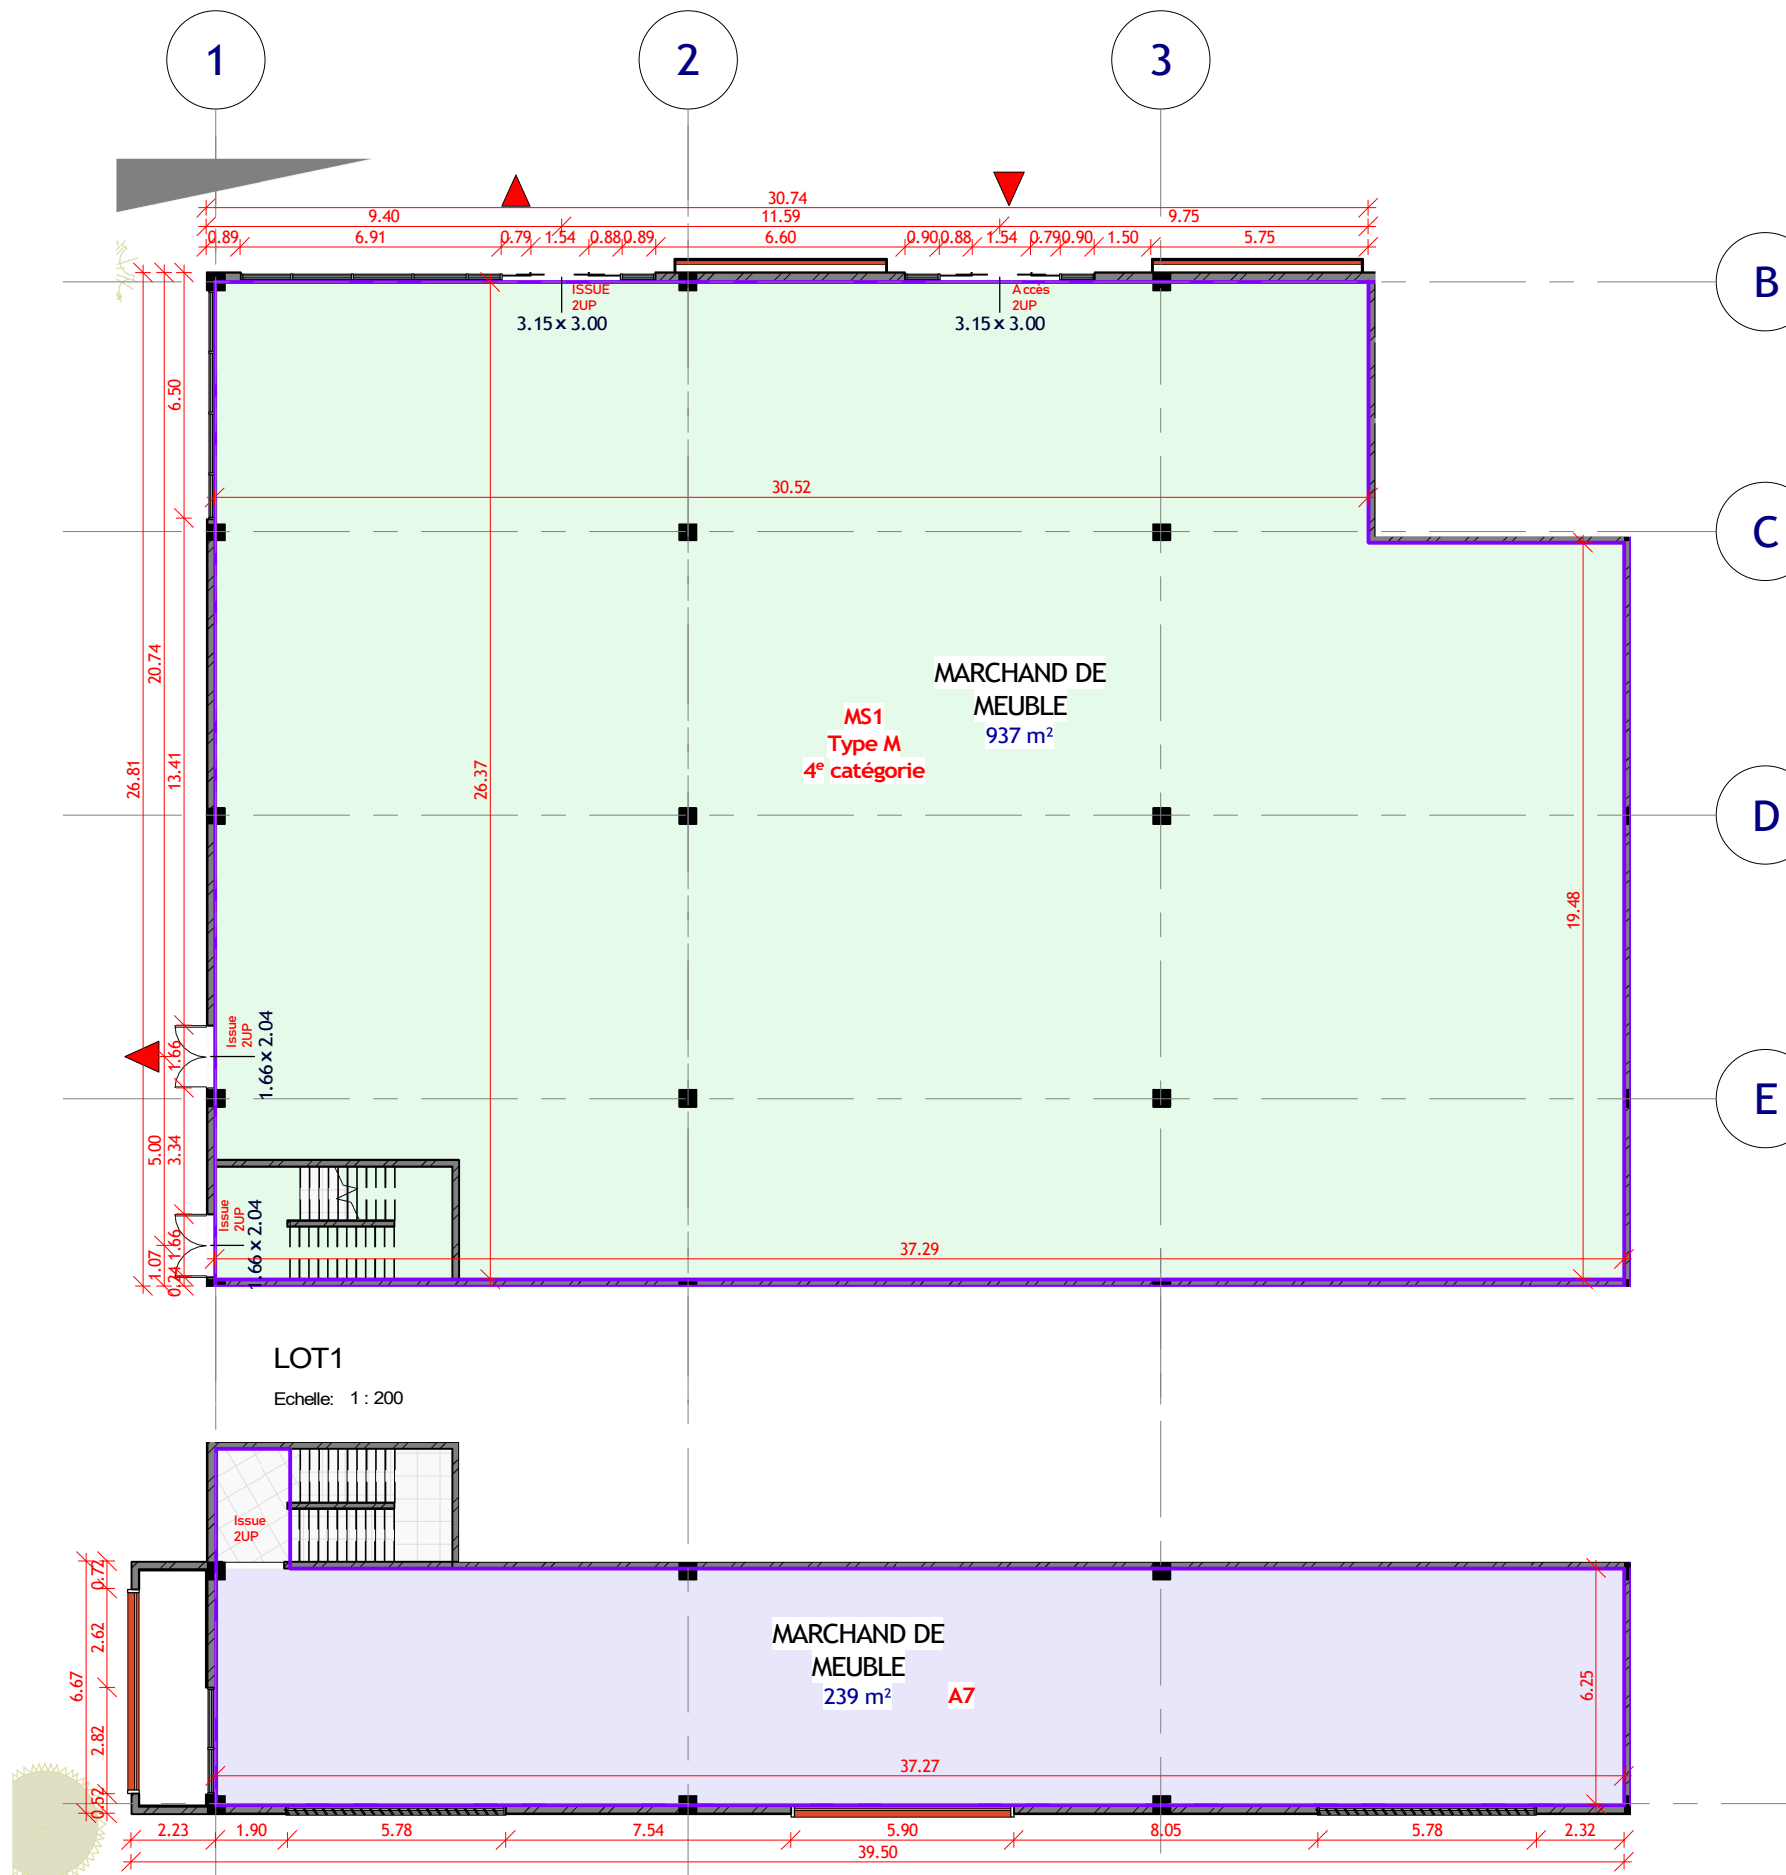 1
2
3
30.74
9.40
11.59
9.75
0.89
6.91
0.79
1.54
0.88
0.89
6.60
0.90
0.88
1.54
0.79
0.90
1.50
5.75
B
ISSUE
2UP
3.15 x 3.00
Accès
2UP
3.15 x 3.00
6.50
30.52
C
20.74
MARCHAND DE
MEUBLE
937 m²
MS1
Type M
4e catégorie
26.81
13.41
26.37
D
19.48
Issue
2UP
1.66 x 2.04
1.66
E
5.00
3.34
Issue
2UP
1.66 x 2.04
1.66
1.07
0.24
37.29
LOT1
Echelle: 1 : 200
Issue
2UP
0.72
2.62
6.67
2.82
0.52
MARCHAND DE
MEUBLE
239 m²
A7
6.25
37.27
2.23
1.90
5.78
7.54
5.90
8.05
5.78
2.32
39.50